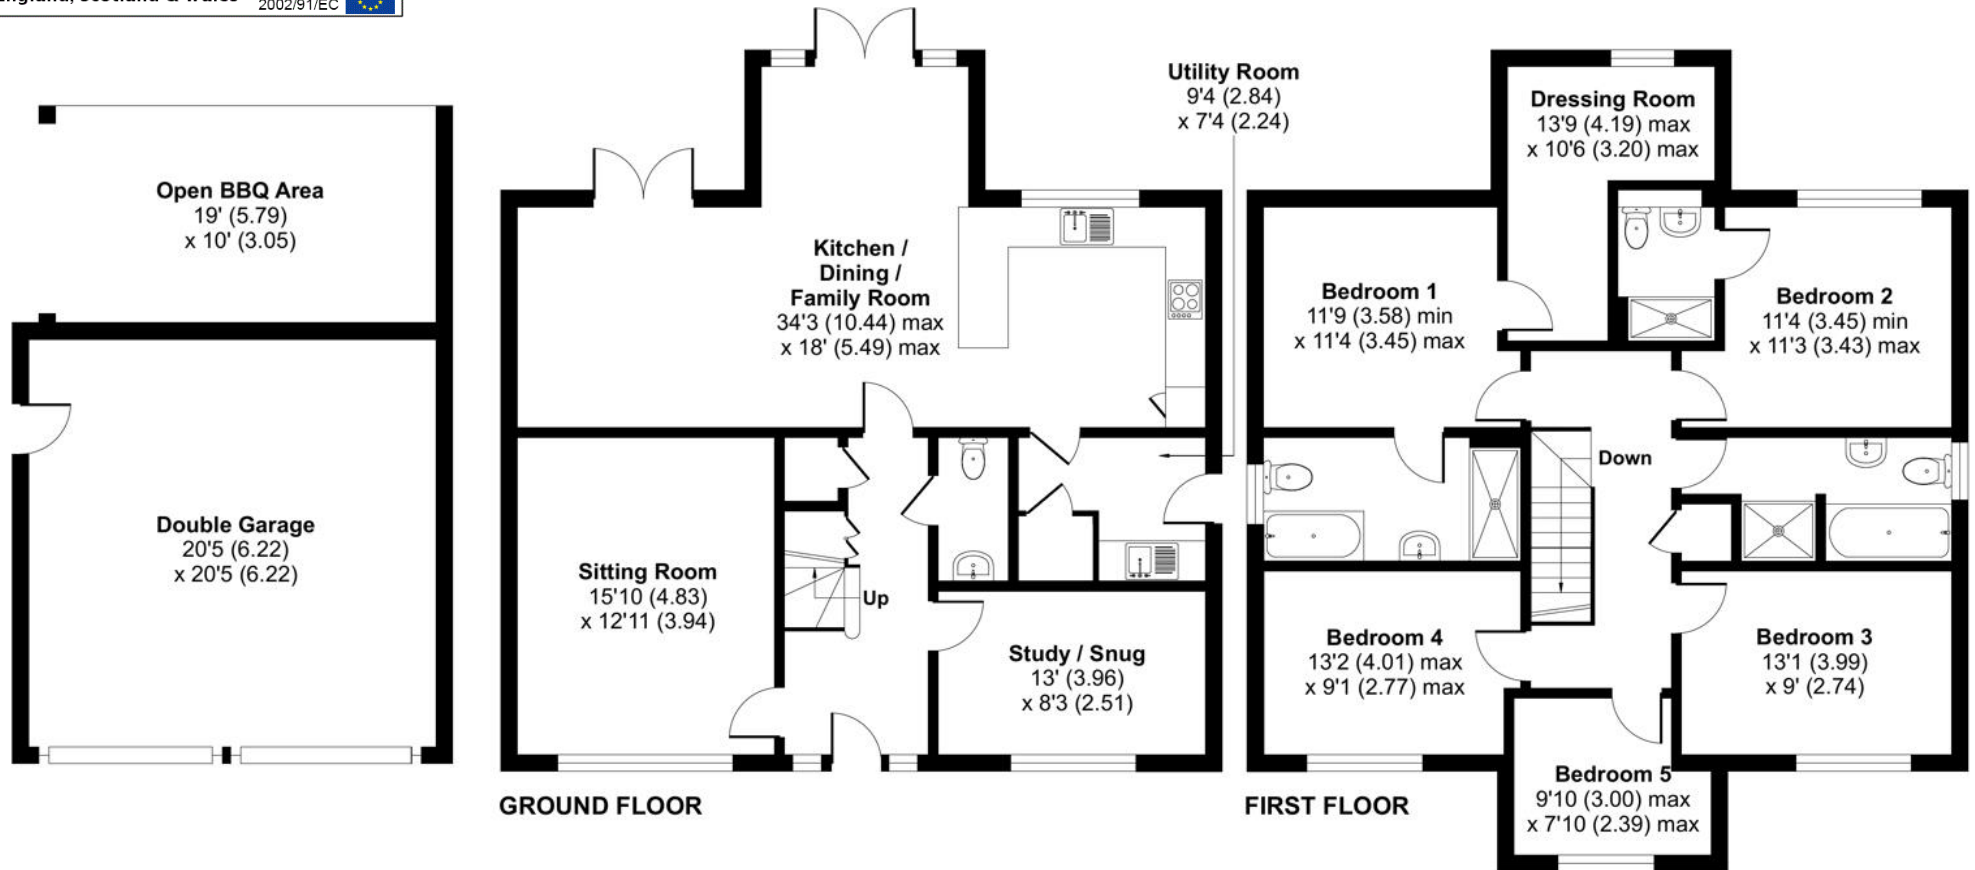 England, Scotland & Wales
2002/91/EC
Open BBQ Area
19' (5.79)
x 10' (3.05)
Double Garage
20'5 (6.22)
x 20'5 (6.22)
Kitchen /
Dining /
Family Room
34'3 (10.44) max
x 18' (5.49) max
Utility Room
9'4 (2.84)
x 7'4 (2.24)
Sitting Room
15'10 (4.83)
x 12'11 (3.94)
Up
Study / Snug
13' (3.96)
x 8'3 (2.51)
GROUND FLOOR
Dressing Room
13'9 (4.19) max
x 10'6 (3.20) max
Bedroom 1
11'9 (3.58) min
x 11'4 (3.45) max
Bedroom 2
11'4 (3.45) min
x 11'3 (3.43) max
Down
Bedroom 4
13'2 (4.01) max
x 9'1 (2.77) max
Bedroom 3
13'1 (3.99)
x 9' (2.74)
Bedroom 5
9'10 (3.00) max
x 7'10 (2.39) max
FIRST FLOOR